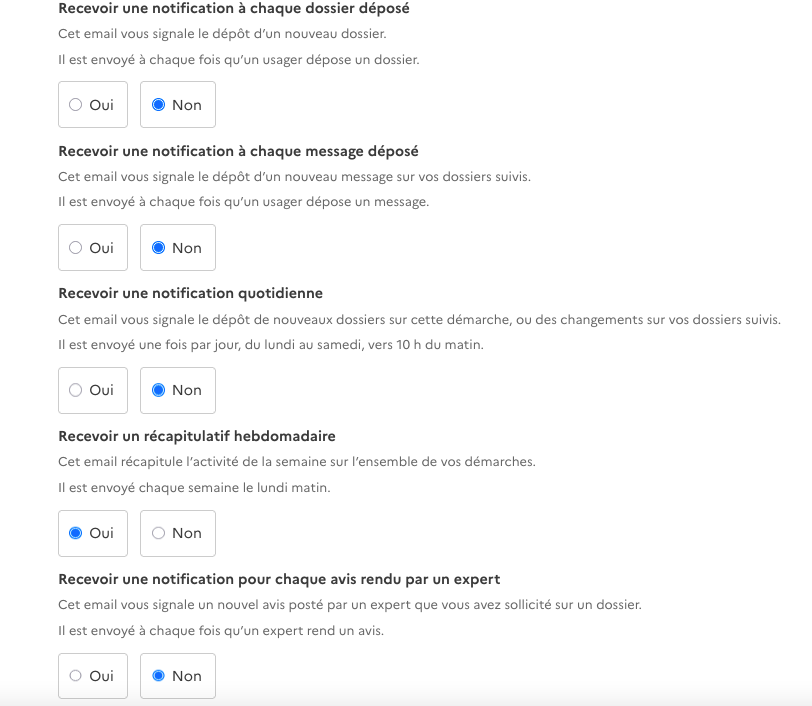 Recevoir une notification à chaque dossier déposé
Cet email vous signale le dépôt d’un nouveau dossier.
Il est envoyé à chaque fois qu’un usager dépose un dossier.
Oui Non
Recevoir une notification à chaque message déposé
Cet email vous signale le dépôt d’un nouveau message sur vos dossiers suivis.
Il est envoyé à chaque fois qu’un usager dépose un message.
Oui Non
Recevoir une notification quotidienne
Cet email vous signale le dépôt de nouveaux dossiers sur cette démarche, ou des changements sur vos dossiers suivis.
Il est envoyé une fois par jour, du lundi au samedi, vers 10 h du matin.
Oui Non
Recevoir un récapitulatif hebdomadaire
Cet email récapitule l’activité de la semaine sur l’ensemble de vos démarches.
Il est envoyé chaque semaine le lundi matin.
Oui Non
Recevoir une notification pour chaque avis rendu par un expert
Cet email vous signale un nouvel avis posté par un expert que vous avez sollicité sur un dossier.
Il est envoyé à chaque fois qu’un expert rend un avis.
Oui Non